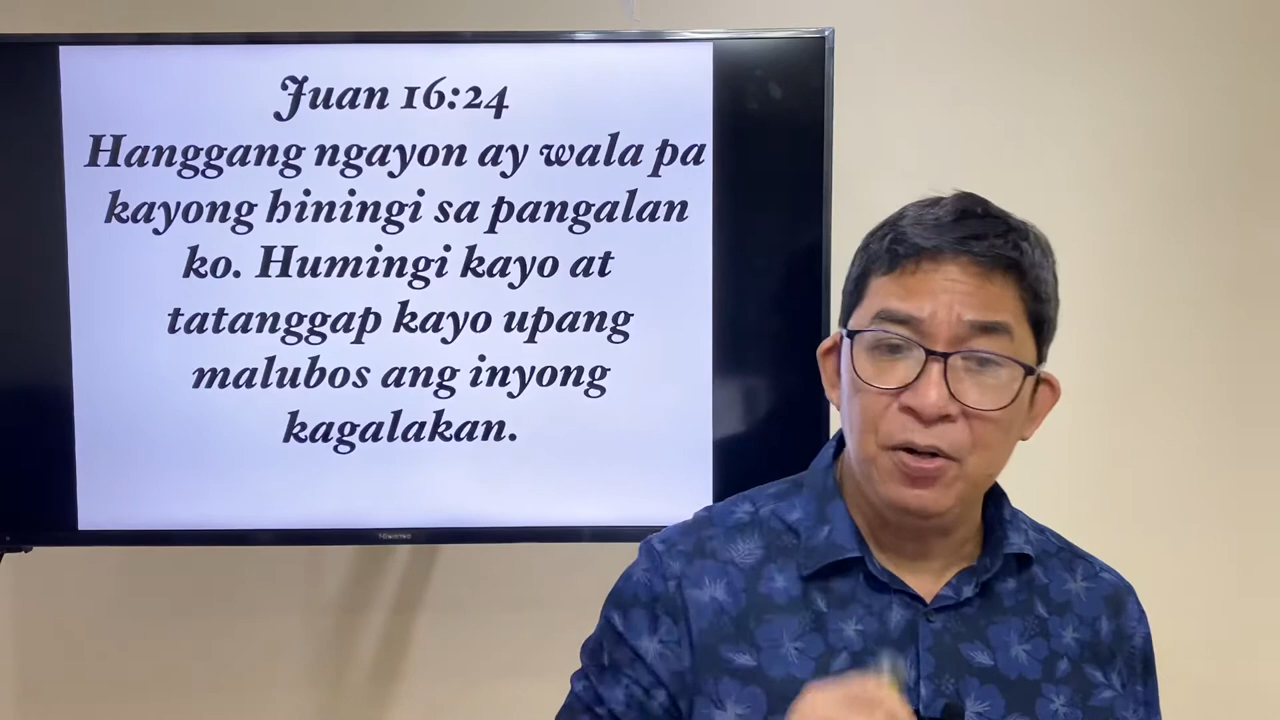 Juan 16:24
Hanggang ngayon ay wala pa
kayong hiningi sa pangalan
ko. Humingi kayo at
tatanggap kayo upang
malubos ang inyong
kagalakan.
Hisense